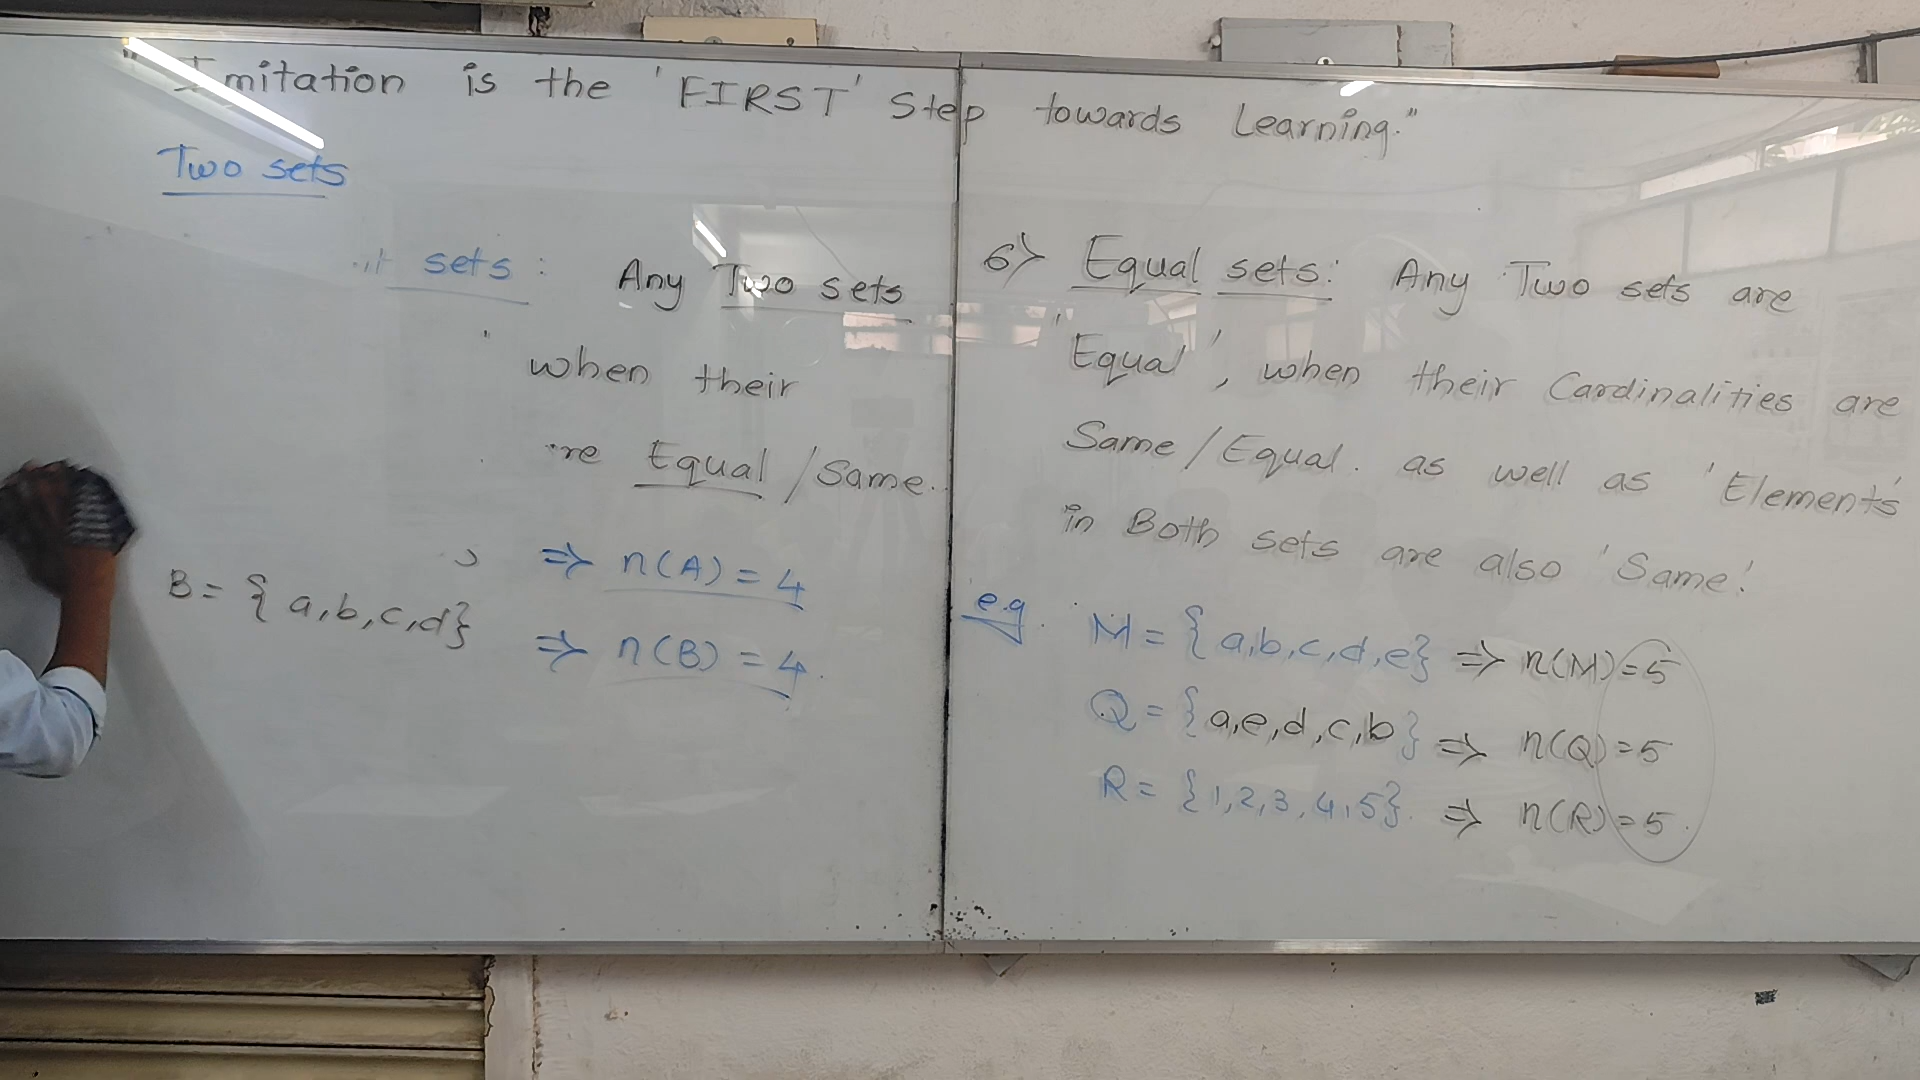 "Imitation is the 'FIRST' Step towards Learning."
Two sets
sets : Any Two sets
when their
re Equal / Same.
⇒ n(A) = 4
B = { a, b, c, d} ⇒ n(B) = 4.
6) Equal sets: Any Two sets are
'Equal', when their Cardinalities are
Same / Equal. as well as 'Elements'
in Both sets are also 'Same'.
e.g. M = { a, b, c, d, e} ⇒ n(M) = 5
Q = { a, e, d, c, b} ⇒ n(Q) = 5
R = { 1, 2, 3, 4, 5}. ⇒ n(R) = 5.